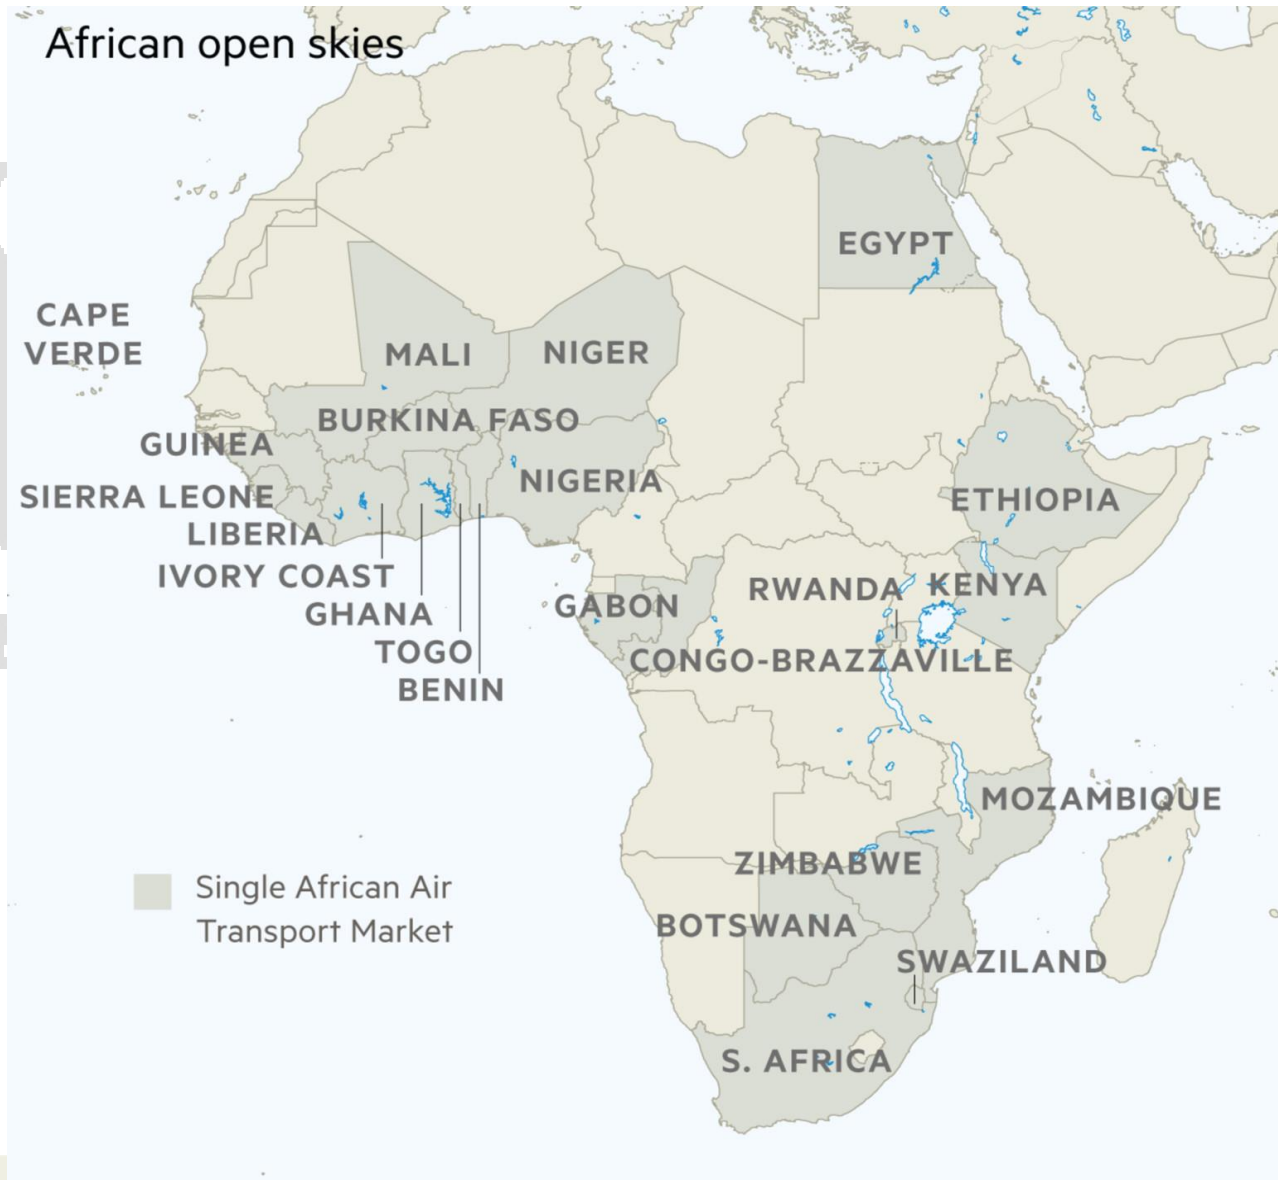 African open skies
EGYPT
CAPE
VERDE
MALI
NIGER
BURKINA FASO
GUINEA
NIGERIA
SIERRA LEONE
ETHIOPIA
LIBERIA
IVORY COAST
RWANDA
KENYA
GHANA
GABON
TOGO
CONGO-BRAZZAVILLE
BENIN
MOZAMBIQUE
ZIMBABWE
Single African Air
Transport Market
BOTSWANA
SWAZILAND
S. AFRICA